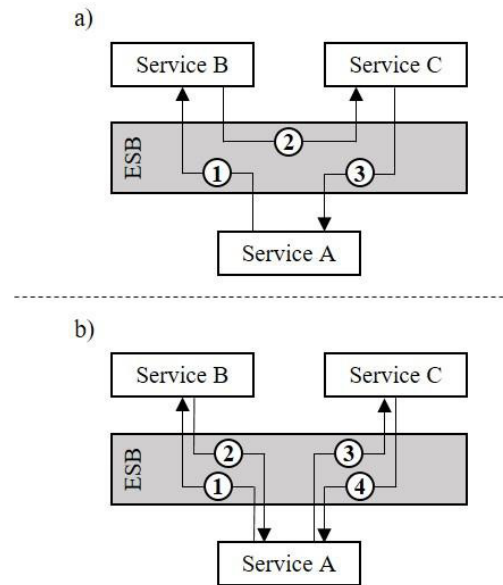 a)
Service B Service C
ESB
2
1 3
Service A
b)
Service B Service C
ESB
2 3
1 4
Service A